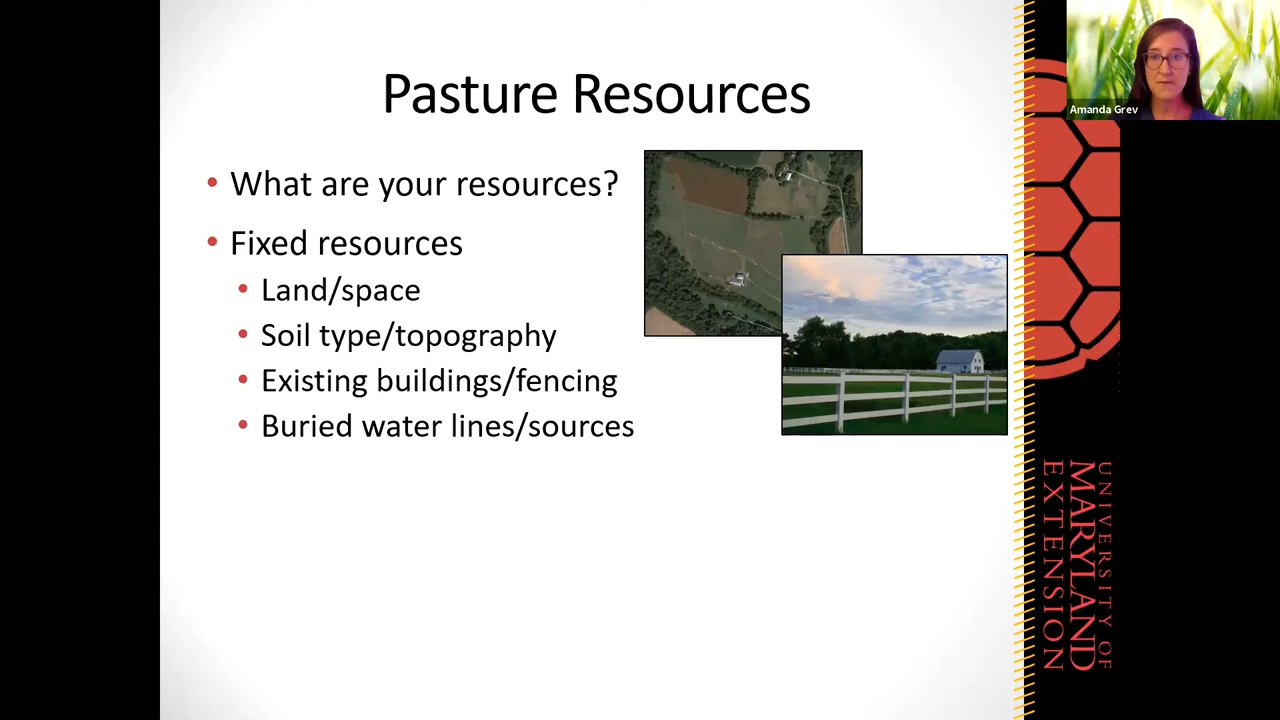 Pasture Resources
• What are your resources?
• Fixed resources
• Land/space
• Soil type/topography
• Existing buildings/fencing
• Buried water lines/sources
Amanda Grev
UNIVERSITY OF
MARYLAND
EXTENSION